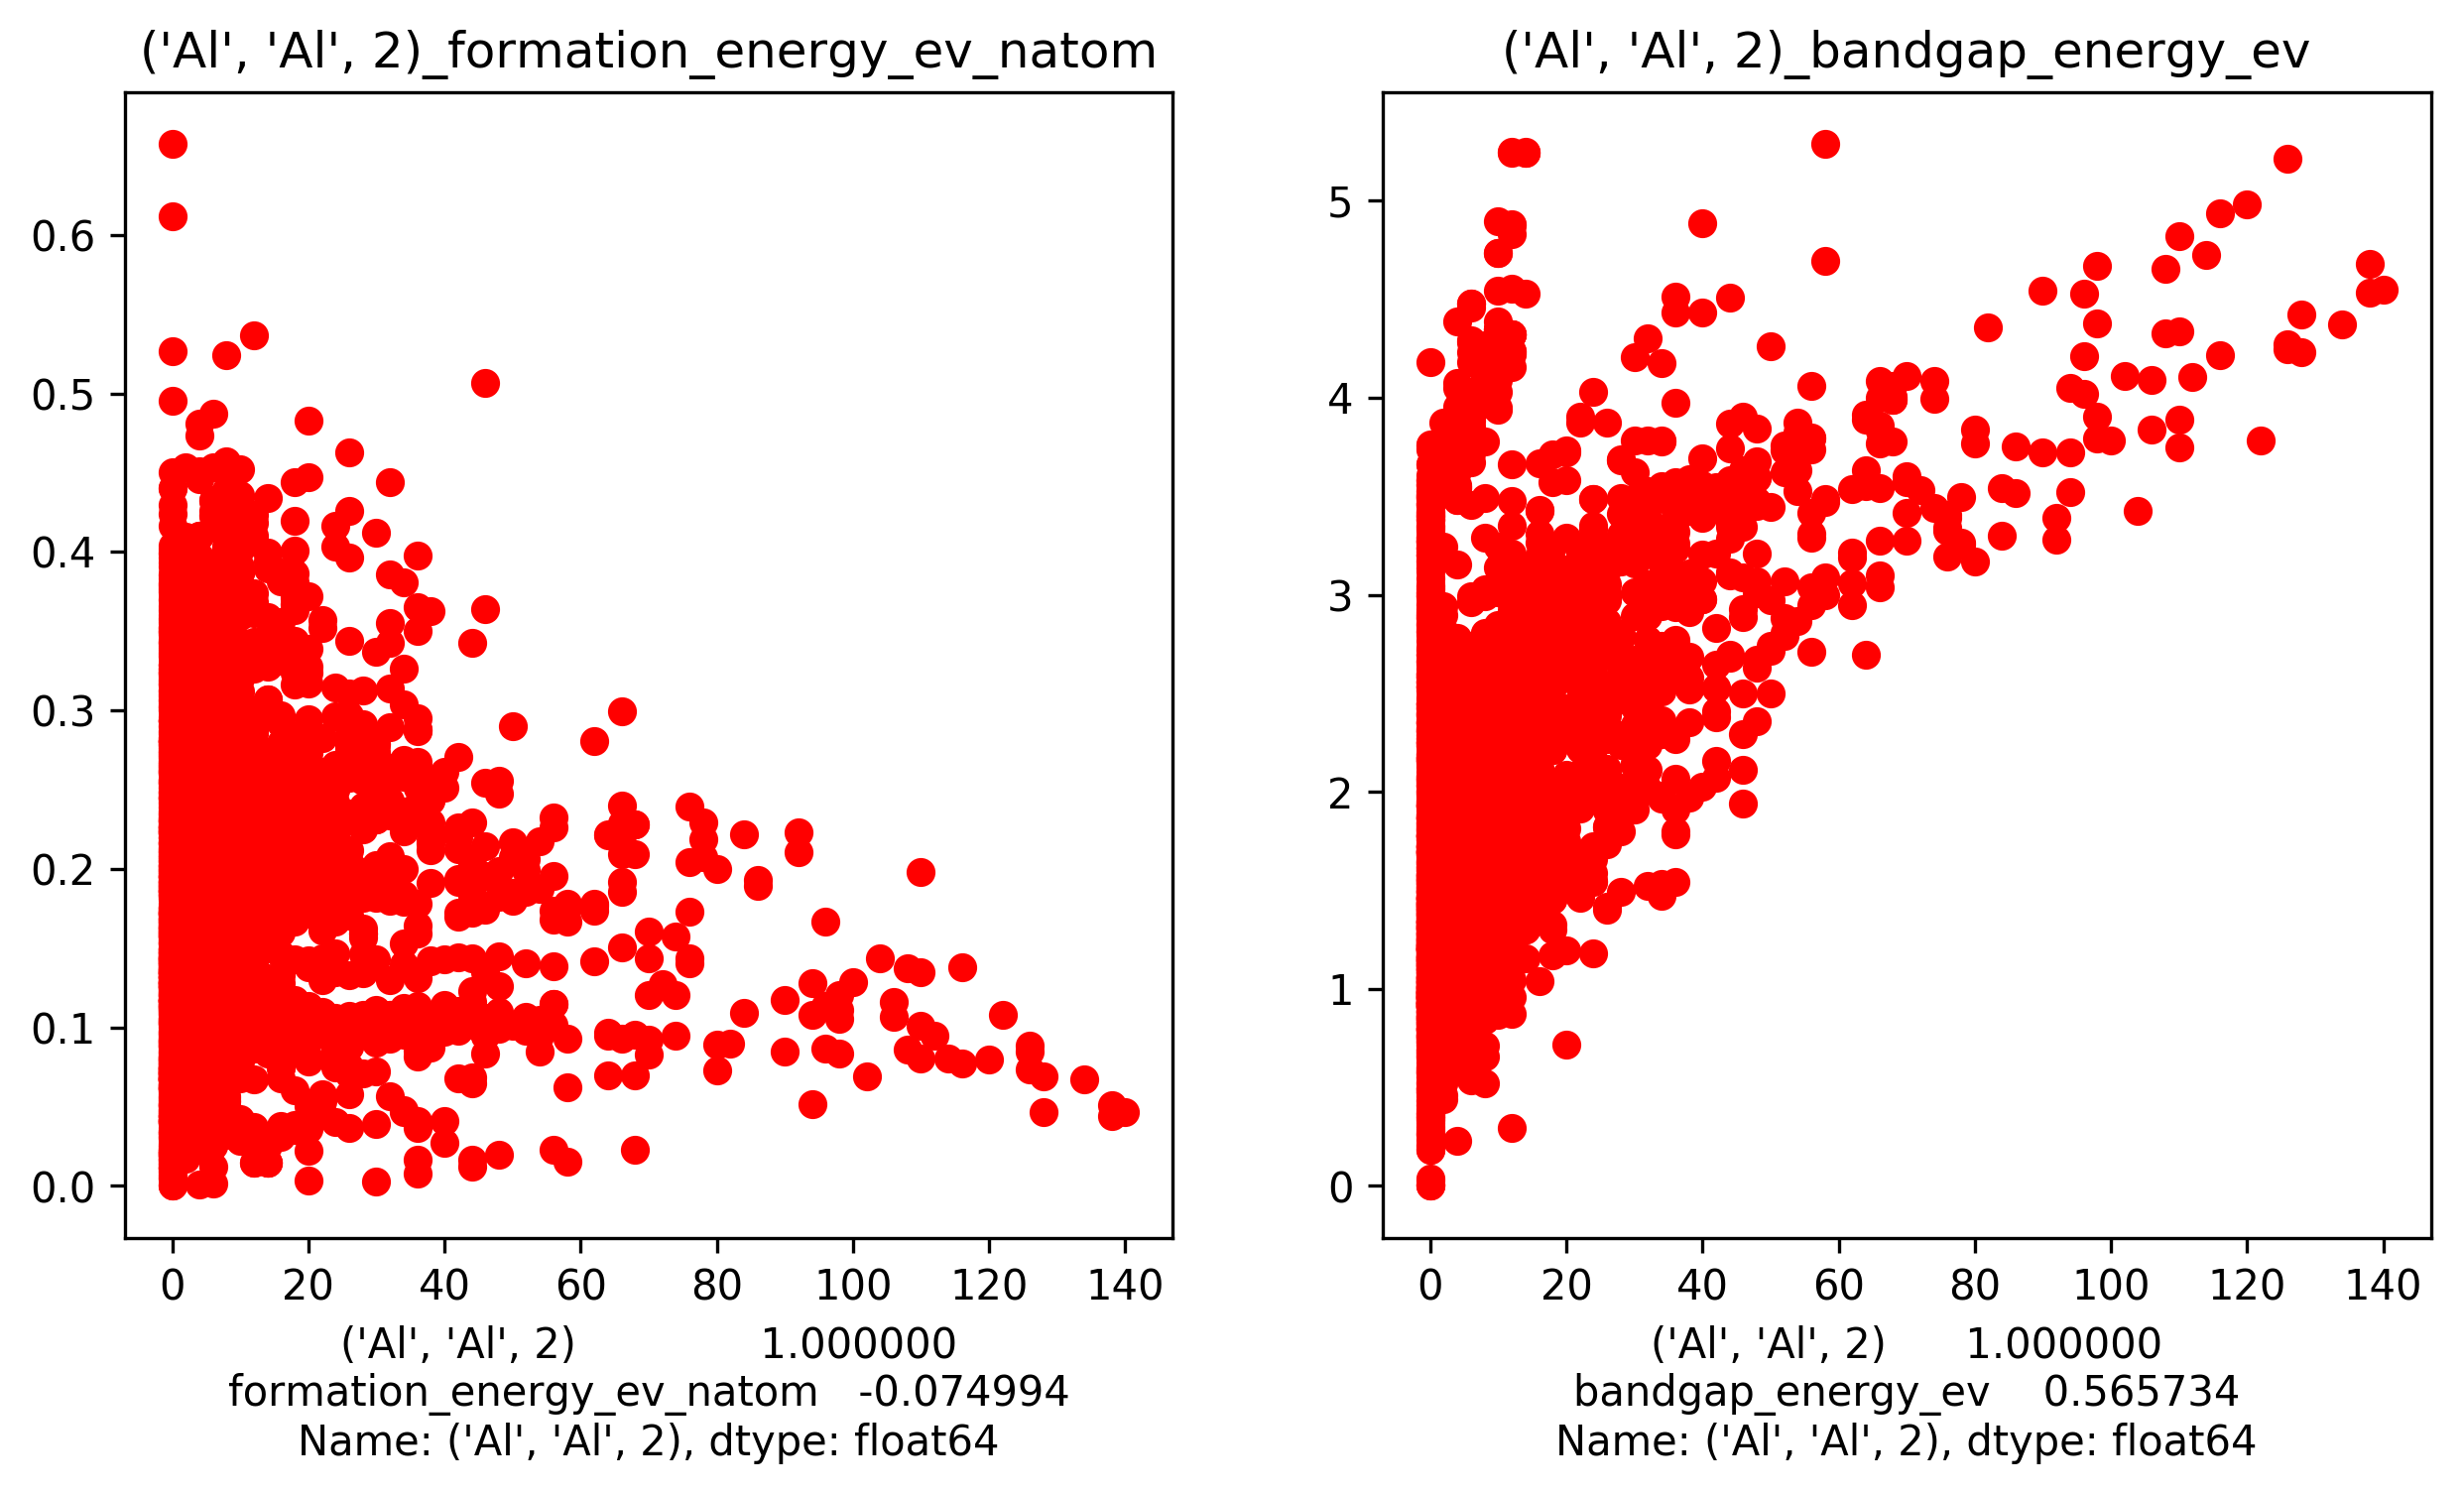 ('Al', 'Al', 2)_formation_energy_ev_natom
0.6
0.5
0.4
0.3
0.2
0.1
0.0
0 20 40 60 80 100 120 140
('Al', 'Al', 2) 1.000000
formation_energy_ev_natom -0.074994
Name: ('Al', 'Al', 2), dtype: float64
('Al', 'Al', 2)_bandgap_energy_ev
5
4
3
2
1
0
0 20 40 60 80 100 120 140
('Al', 'Al', 2) 1.000000
bandgap_energy_ev 0.565734
Name: ('Al', 'Al', 2), dtype: float64